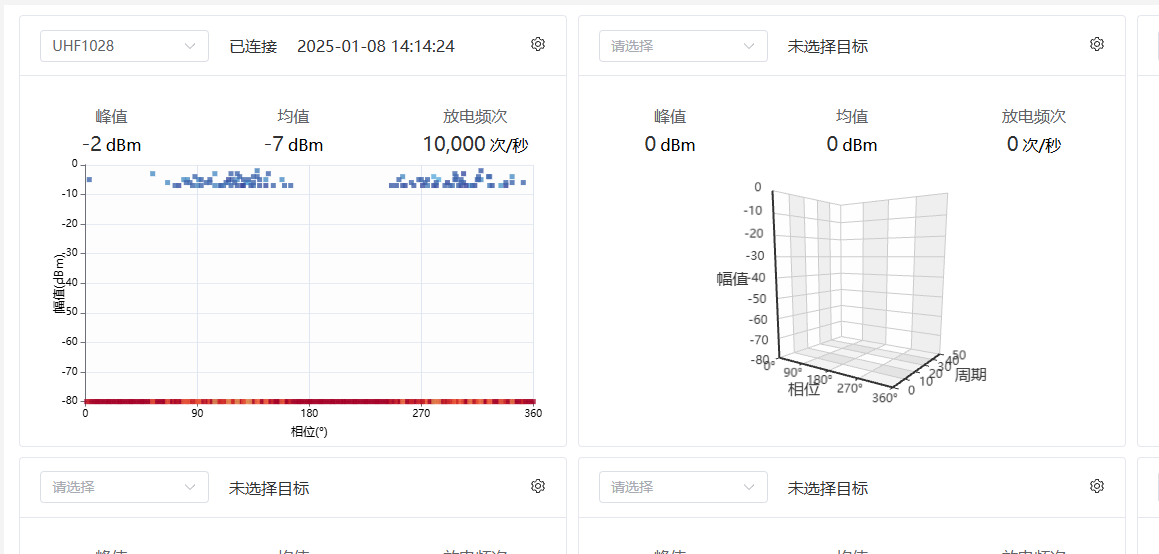 UHF1028 已连接 2025-01-08 14:14:24
请选择 未选择目标
峰值 均值 放电频次
-2 dBm -7 dBm 10,000 次/秒
0
-10
-20
-30
-40
-50
-60
-70
-80
幅值(dBm)
0 90 180 270 360
相位(°)
峰值 均值 放电频次
0 dBm 0 dBm 0 次/秒
0
-10
-20
-30
-40
-50
-60
-70
-80
幅值
0° 90° 180° 270° 360°
相位
0 10 20 30 40 50
周期
请选择 未选择目标
请选择 未选择目标
峰值 均值 放电频次
峰值 均值 放电频次